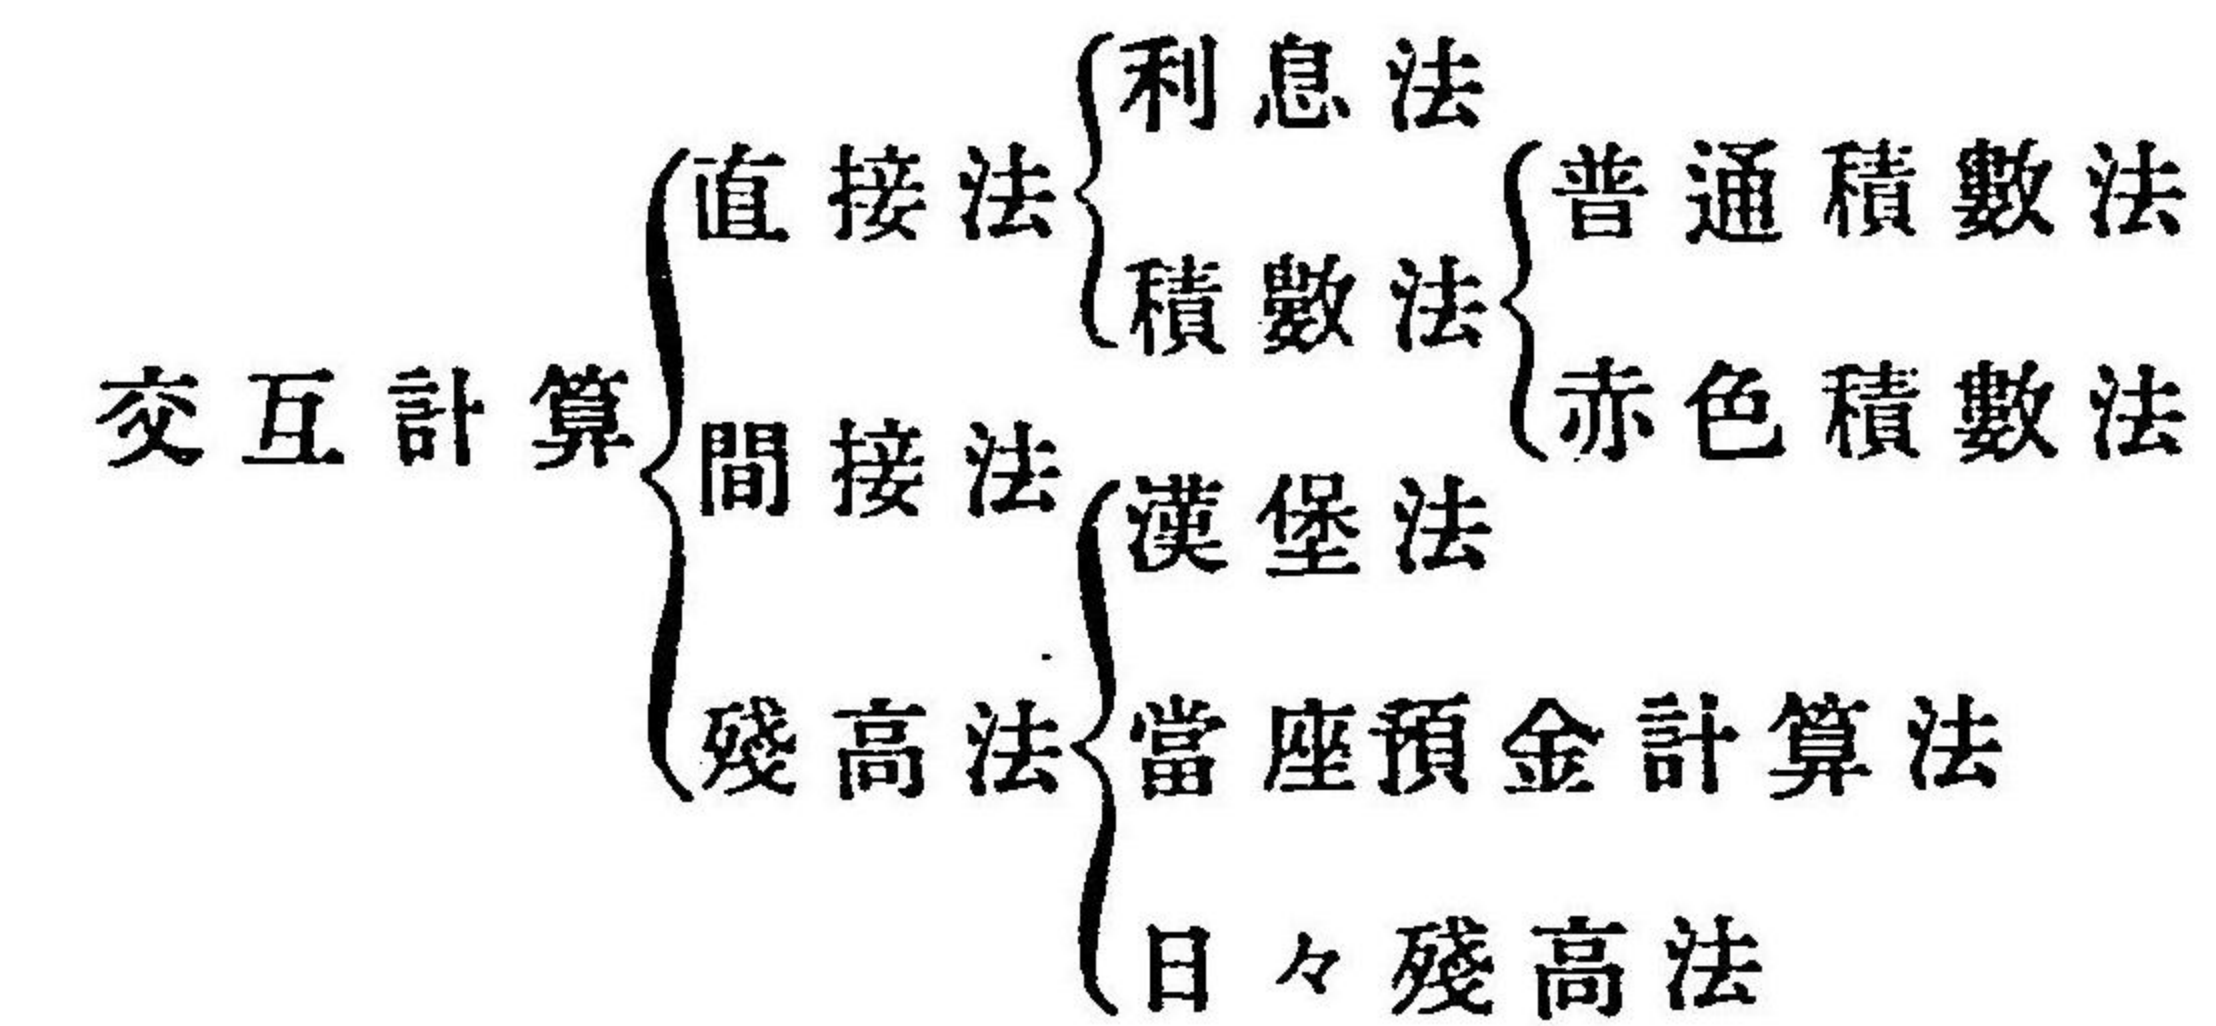 交互計算
直接法
利息法
積數法
普通積數法
赤色積數法
間接法
殘高法
漢堡法
當座預金計算法
日々殘高法